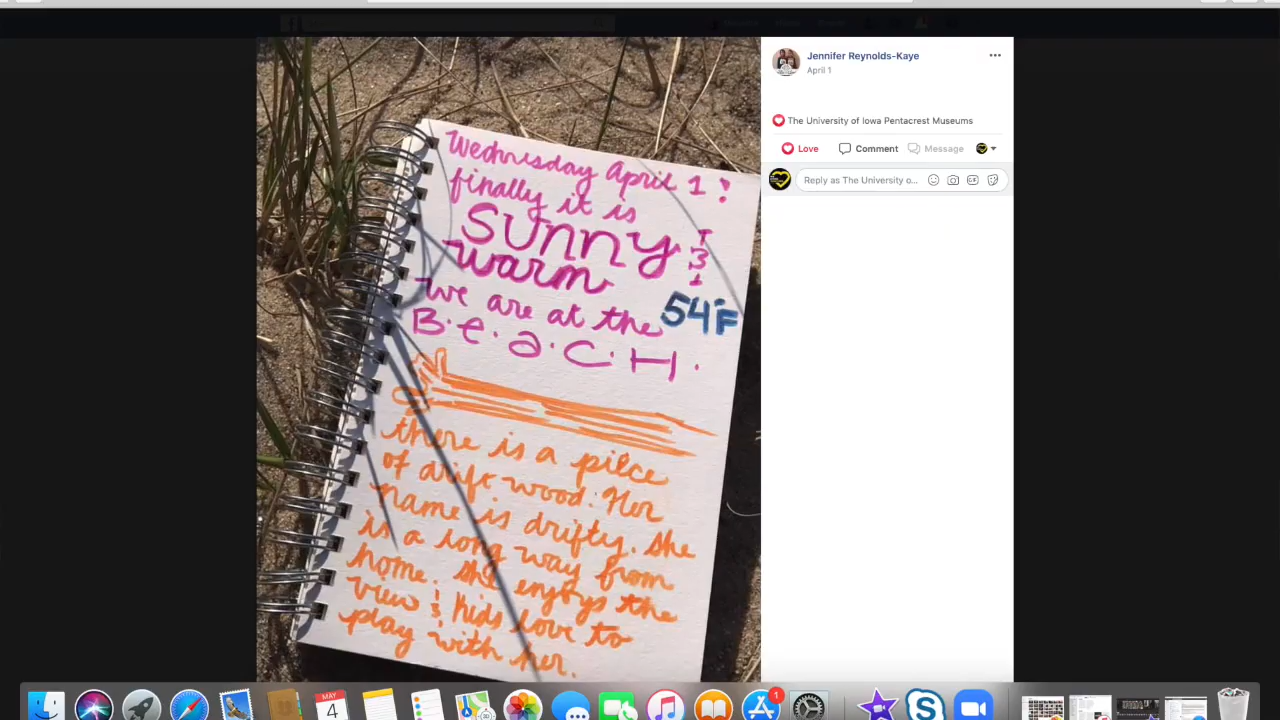 Jennifer Reynolds-Kaye
April 1
The University of Iowa Pentacrest Museums
Love
Comment
Message
Reply as The University o...
Wednesday April 1!
finally it is
SUNNY &
warm
we are at the 54°F
B.e.a.c.H.
there is a piece
of drift wood. Her
name is drifty. She
is a long way from
home. She enjoys the
view & kids love to
play with her.
MAY
4
1